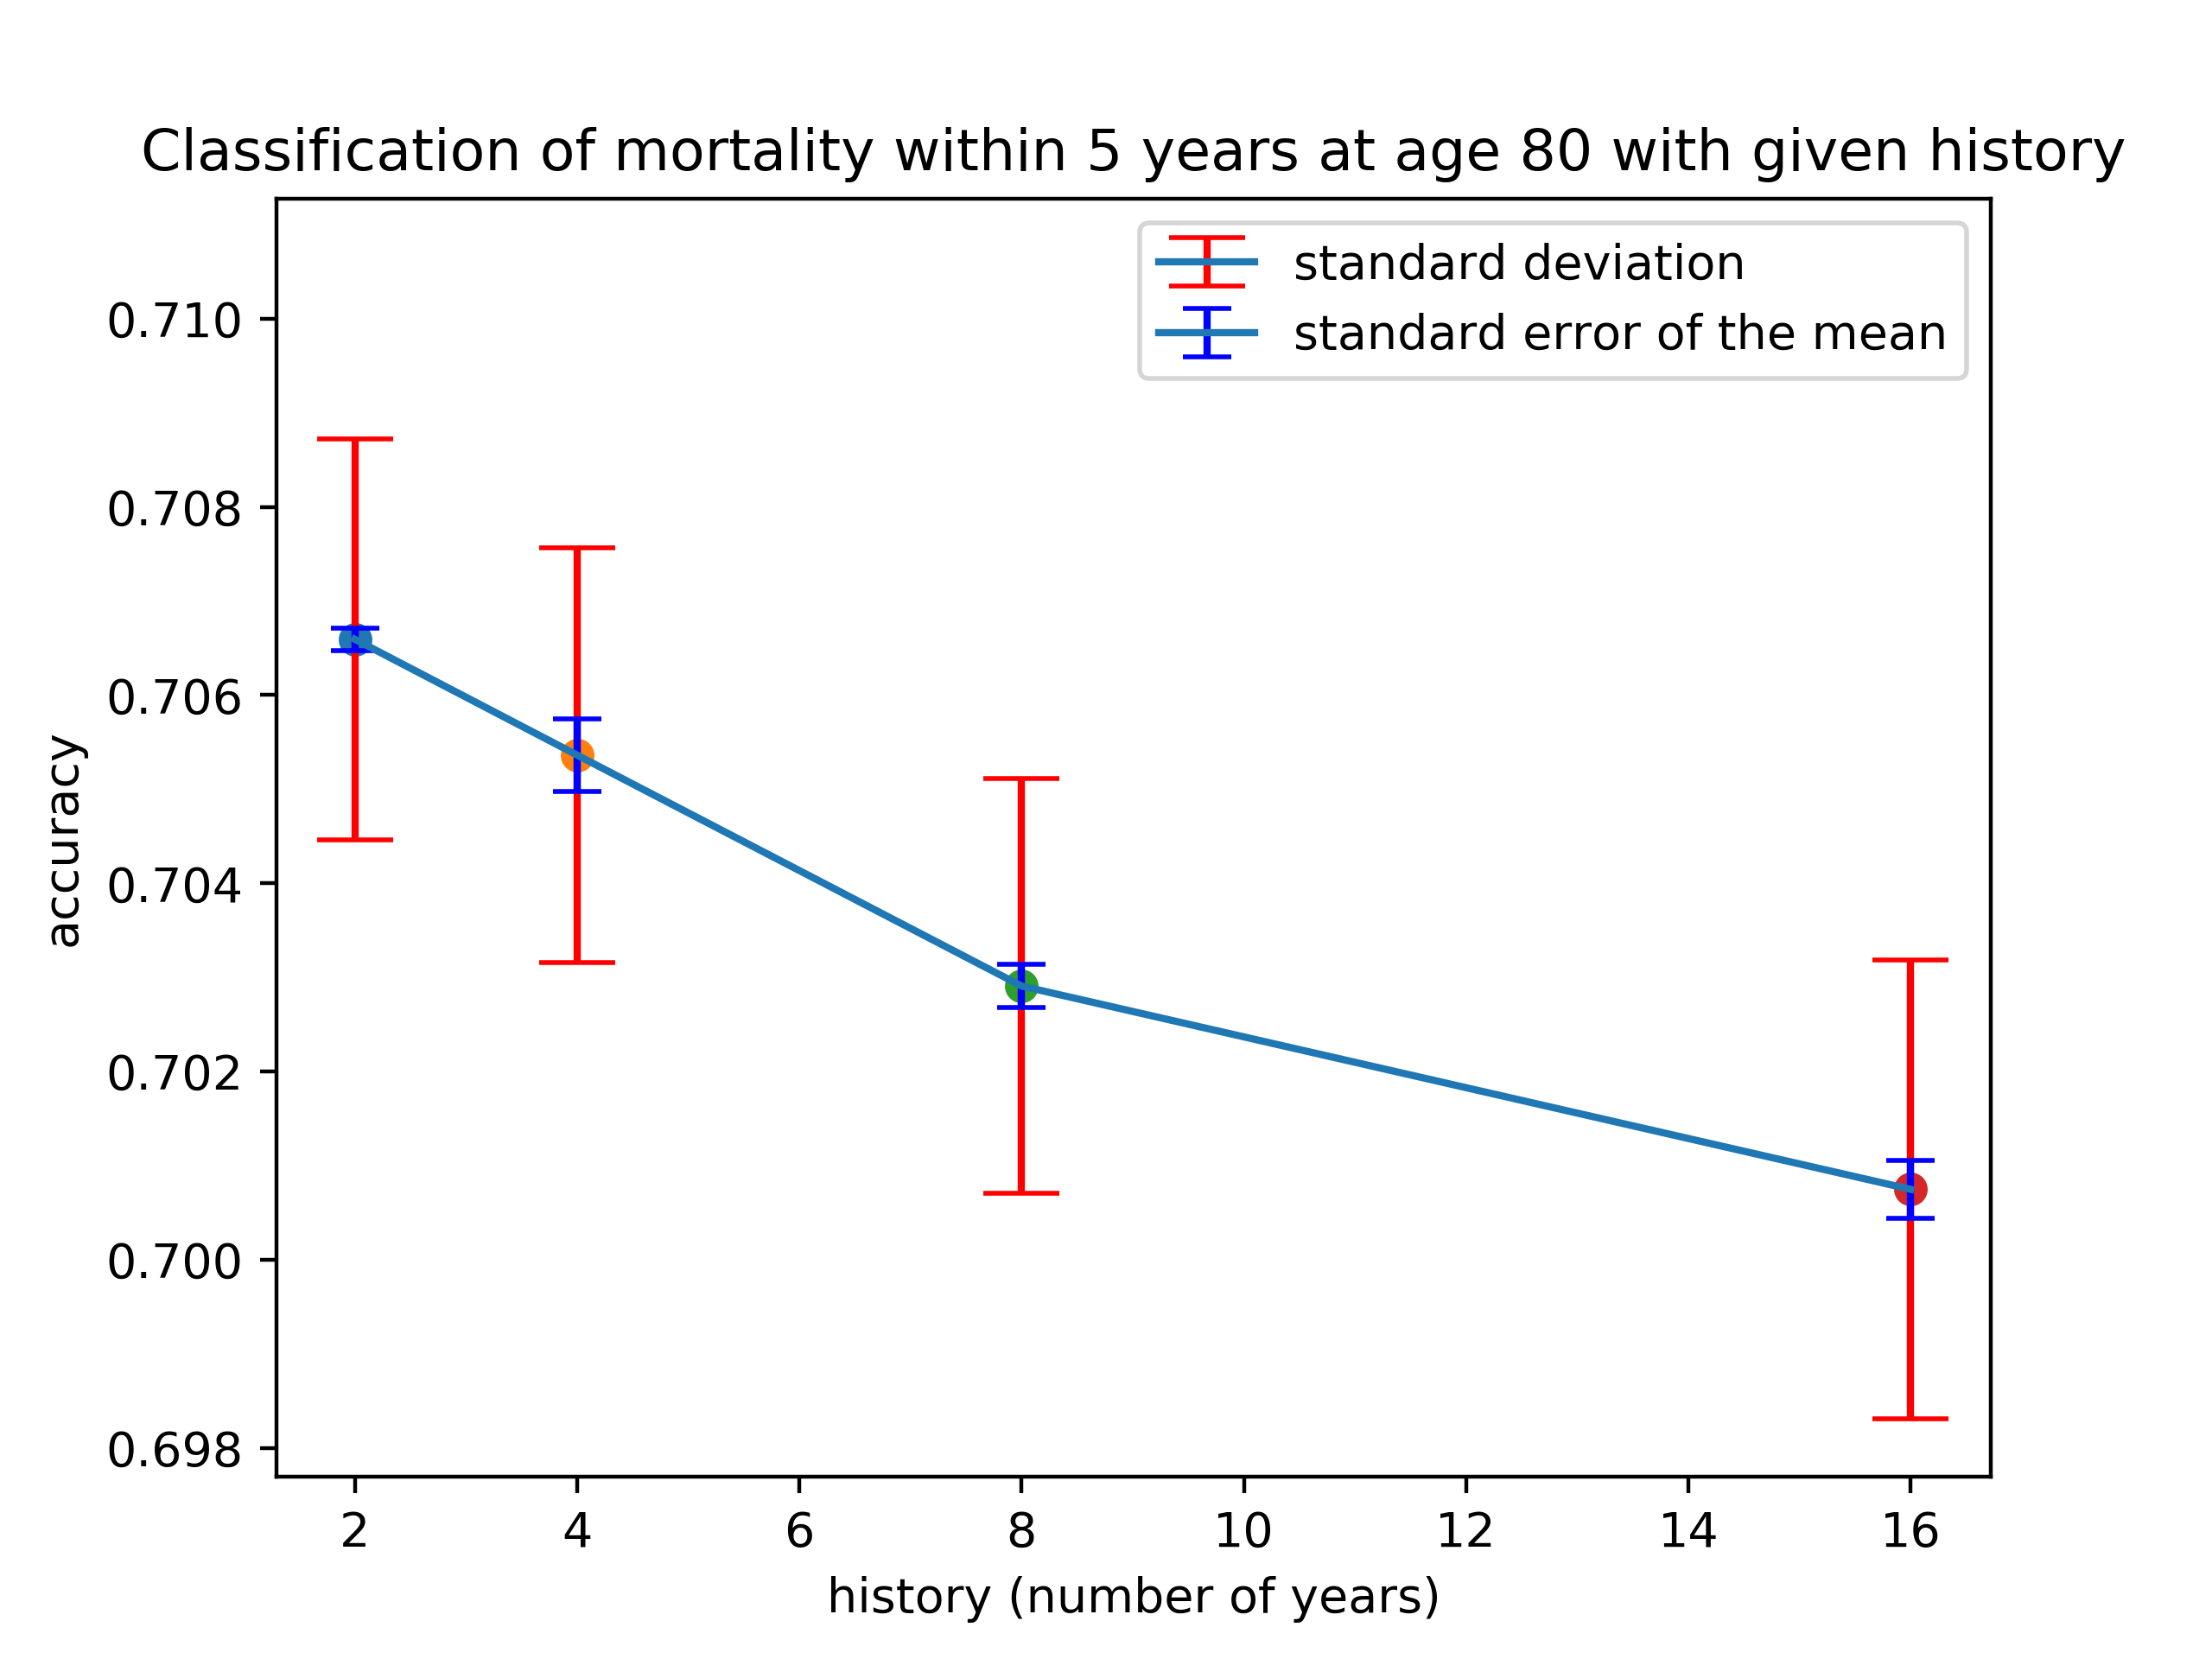 Classification of mortality within 5 years at age 80 with given history
standard deviation
standard error of the mean
0.710
0.708
0.706
0.704
0.702
0.700
0.698
accuracy
2 4 6 8 10 12 14 16
history (number of years)